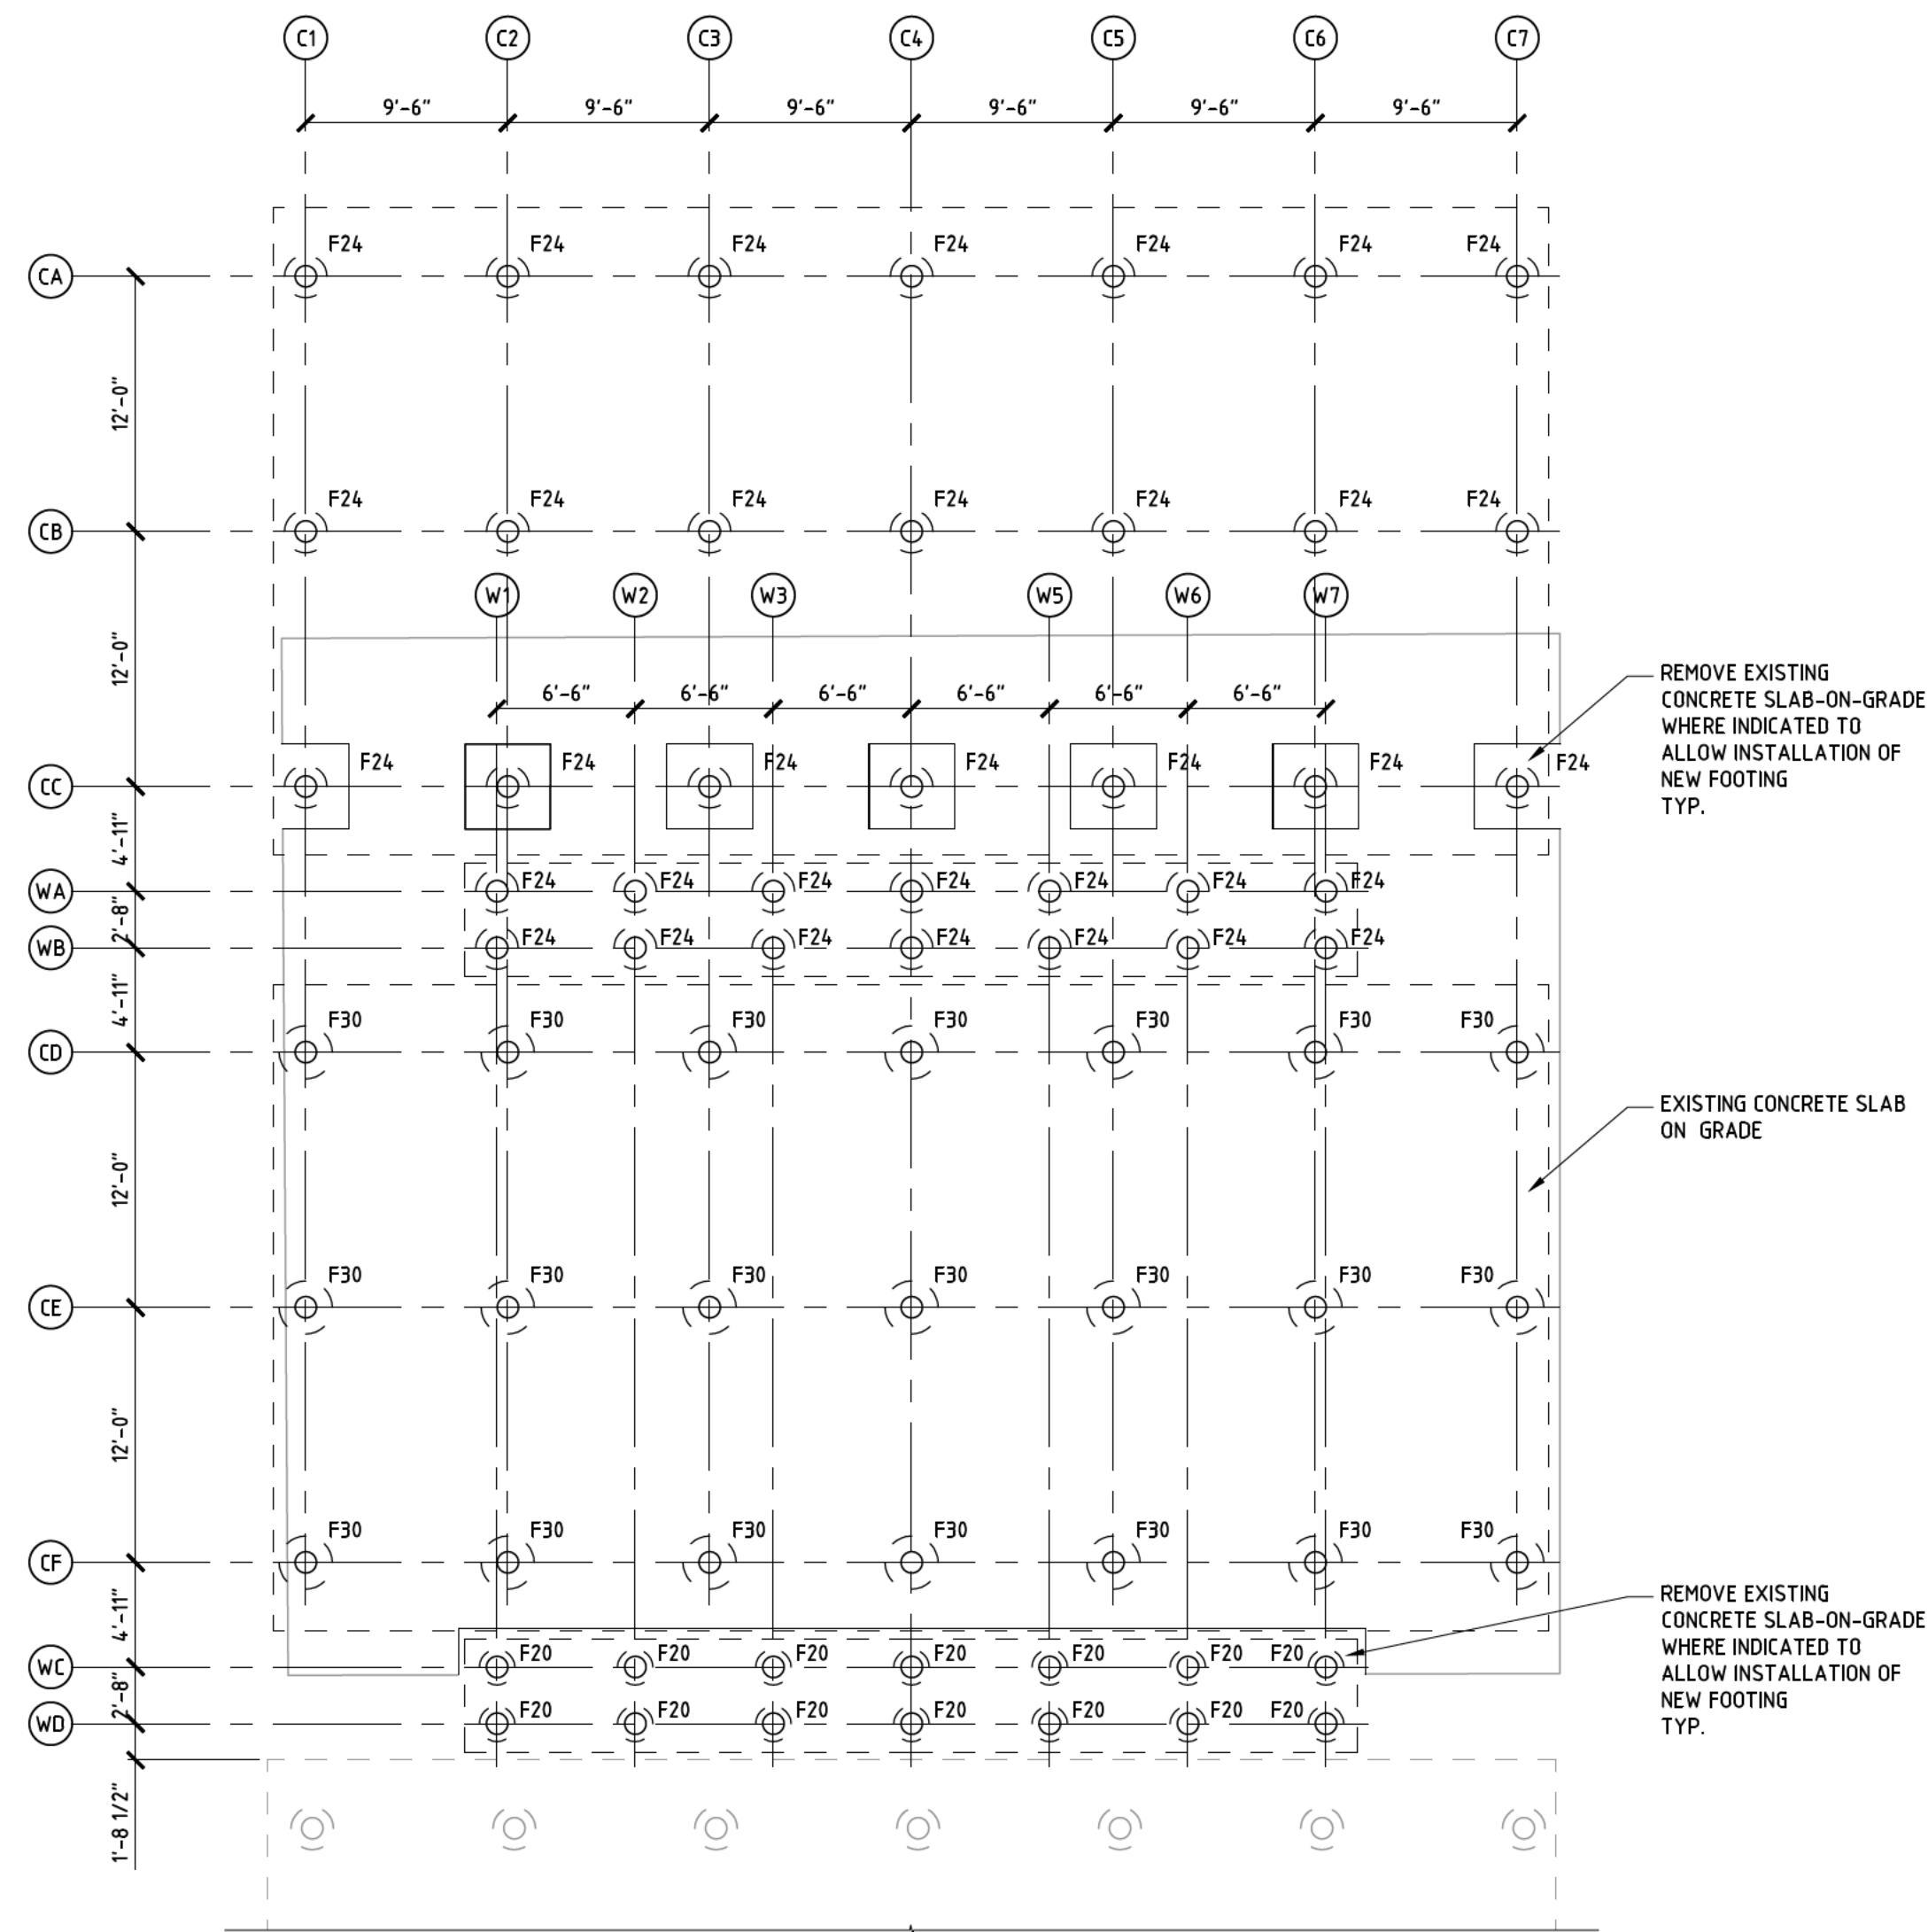 C1 C2 C3 C4 C5 C6 C7
9'-6" 9'-6" 9'-6" 9'-6" 9'-6" 9'-6"
F24 F24 F24 F24 F24 F24 F24
CA
12'-0"
F24 F24 F24 F24 F24 F24 F24
CB
W1 W2 W3 W5 W6 W7
12'-0"
6'-6" 6'-6" 6'-6" 6'-6" 6'-6" 6'-6"
REMOVE EXISTING
CONCRETE SLAB-ON-GRADE
WHERE INDICATED TO
ALLOW INSTALLATION OF
NEW FOOTING
TYP.
F24 F24 F24 F24 F24 F24 F24
CC
4'-11"
WA
F24 F24 F24 F24 F24 F24 F24
2'-8"
WB
F24 F24 F24 F24 F24 F24 F24
4'-11"
F30 F30 F30 F30 F30 F30 F30
CD
EXISTING CONCRETE SLAB
ON GRADE
12'-0"
F30 F30 F30 F30 F30 F30 F30
CE
12'-0"
F30 F30 F30 F30 F30 F30 F30
CF
4'-11"
REMOVE EXISTING
CONCRETE SLAB-ON-GRADE
WHERE INDICATED TO
ALLOW INSTALLATION OF
NEW FOOTING
TYP.
F20 F20 F20 F20 F20 F20 F20
WC
2'-8"
F20 F20 F20 F20 F20 F20 F20
WD
1'-8 1/2"